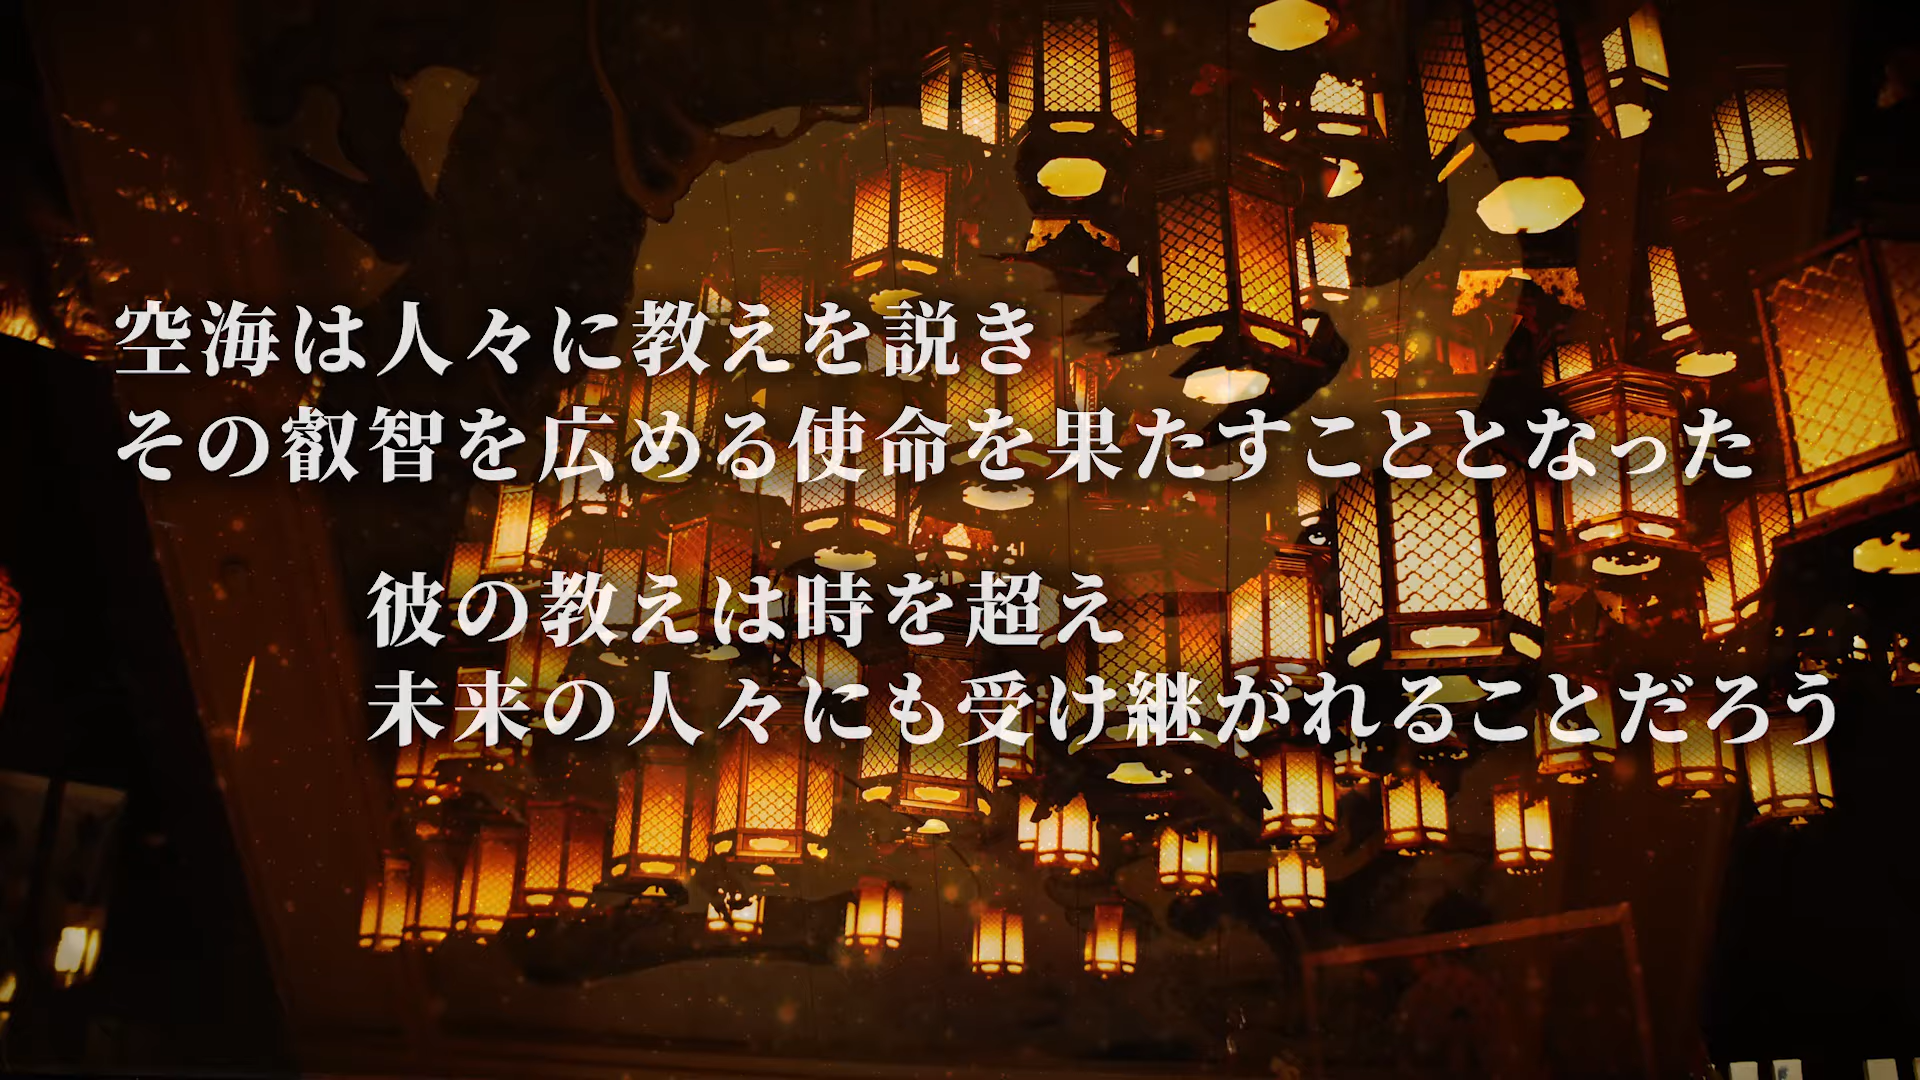 空海は人々に教えを説き
その叡智を広める使命を果たすこととなった
彼の教えは時を超え
未来の人々にも受け継がれることだろう